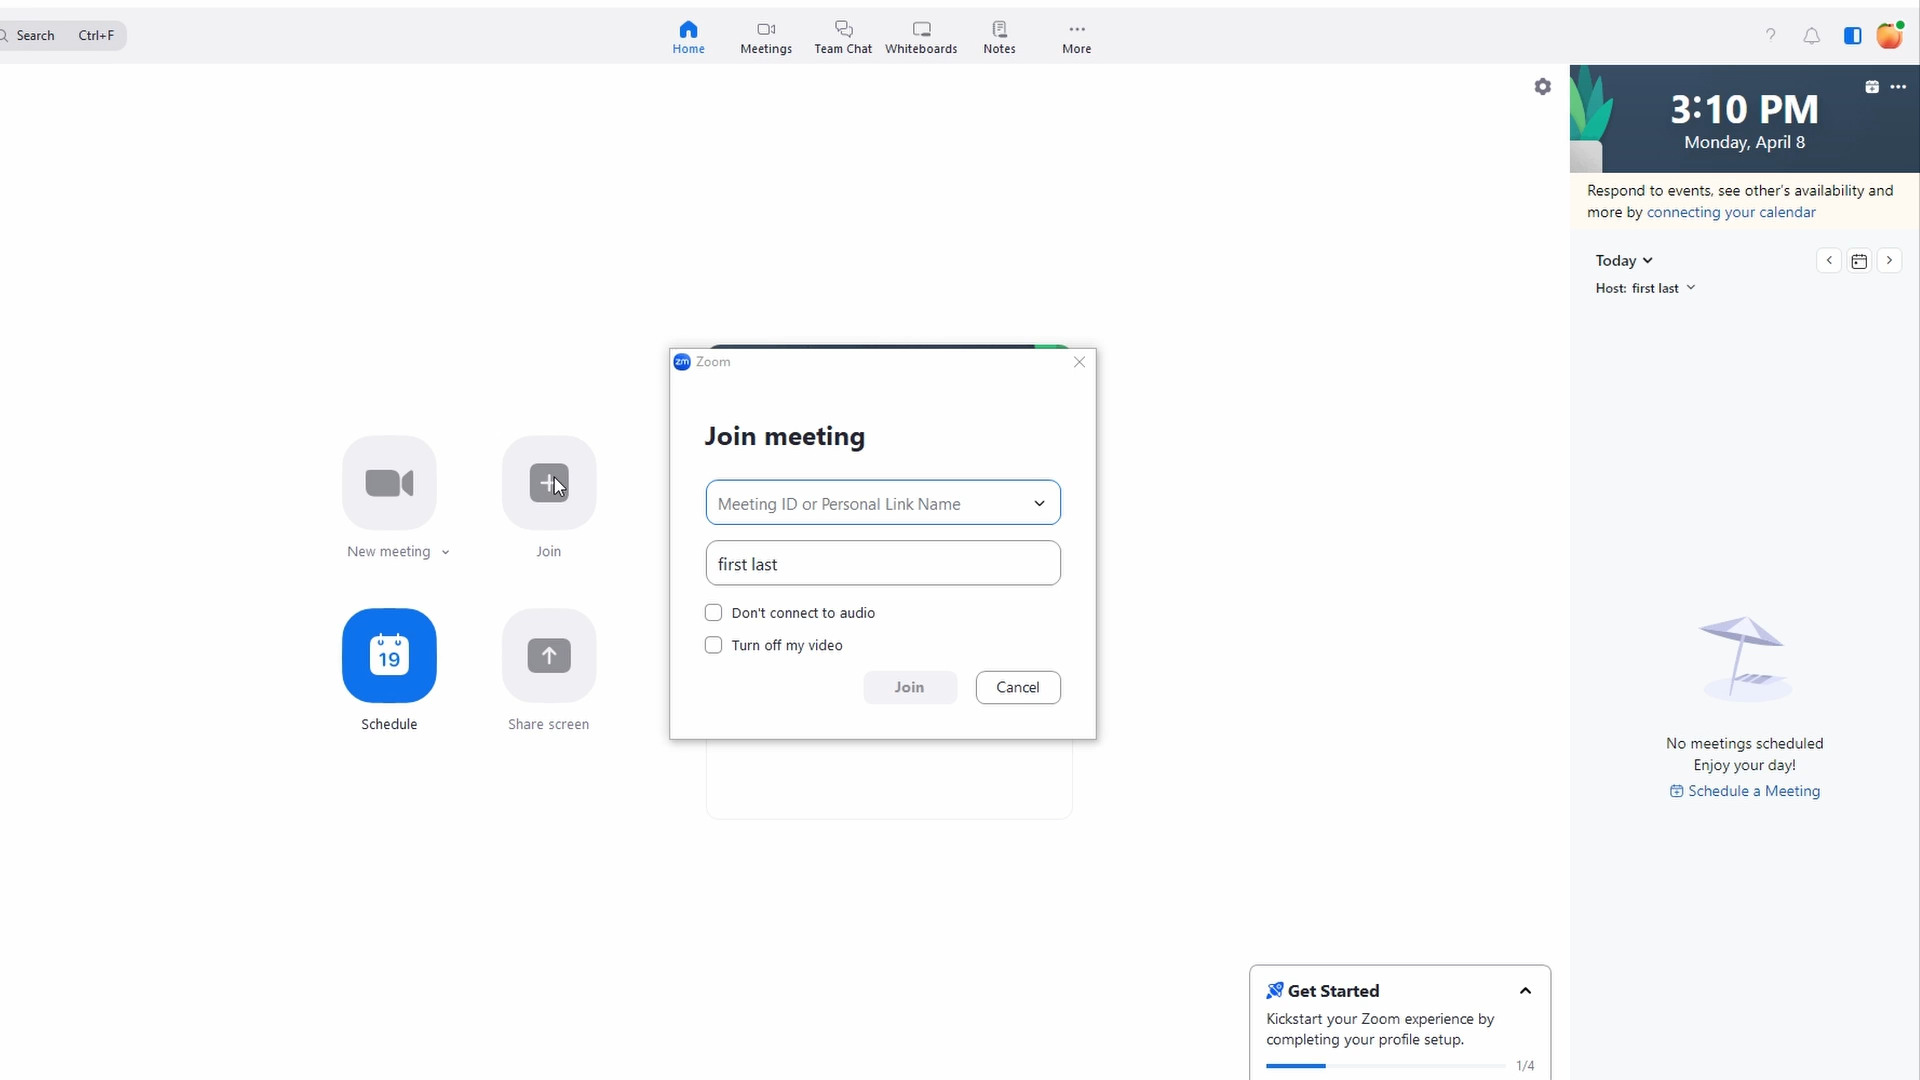 Search Ctrl+F
Home
Meetings
Team Chat
Whiteboards
Notes
More
3:10 PM
Monday, April 8
Respond to events, see other's availability and
more by connecting your calendar
Today
Host: first last
zm Zoom
Join meeting
Meeting ID or Personal Link Name
first last
Don't connect to audio
Turn off my video
Join
Cancel
New meeting
Join
19
Schedule
Share screen
No meetings scheduled
Enjoy your day!
Schedule a Meeting
Get Started
Kickstart your Zoom experience by
completing your profile setup.
1/4